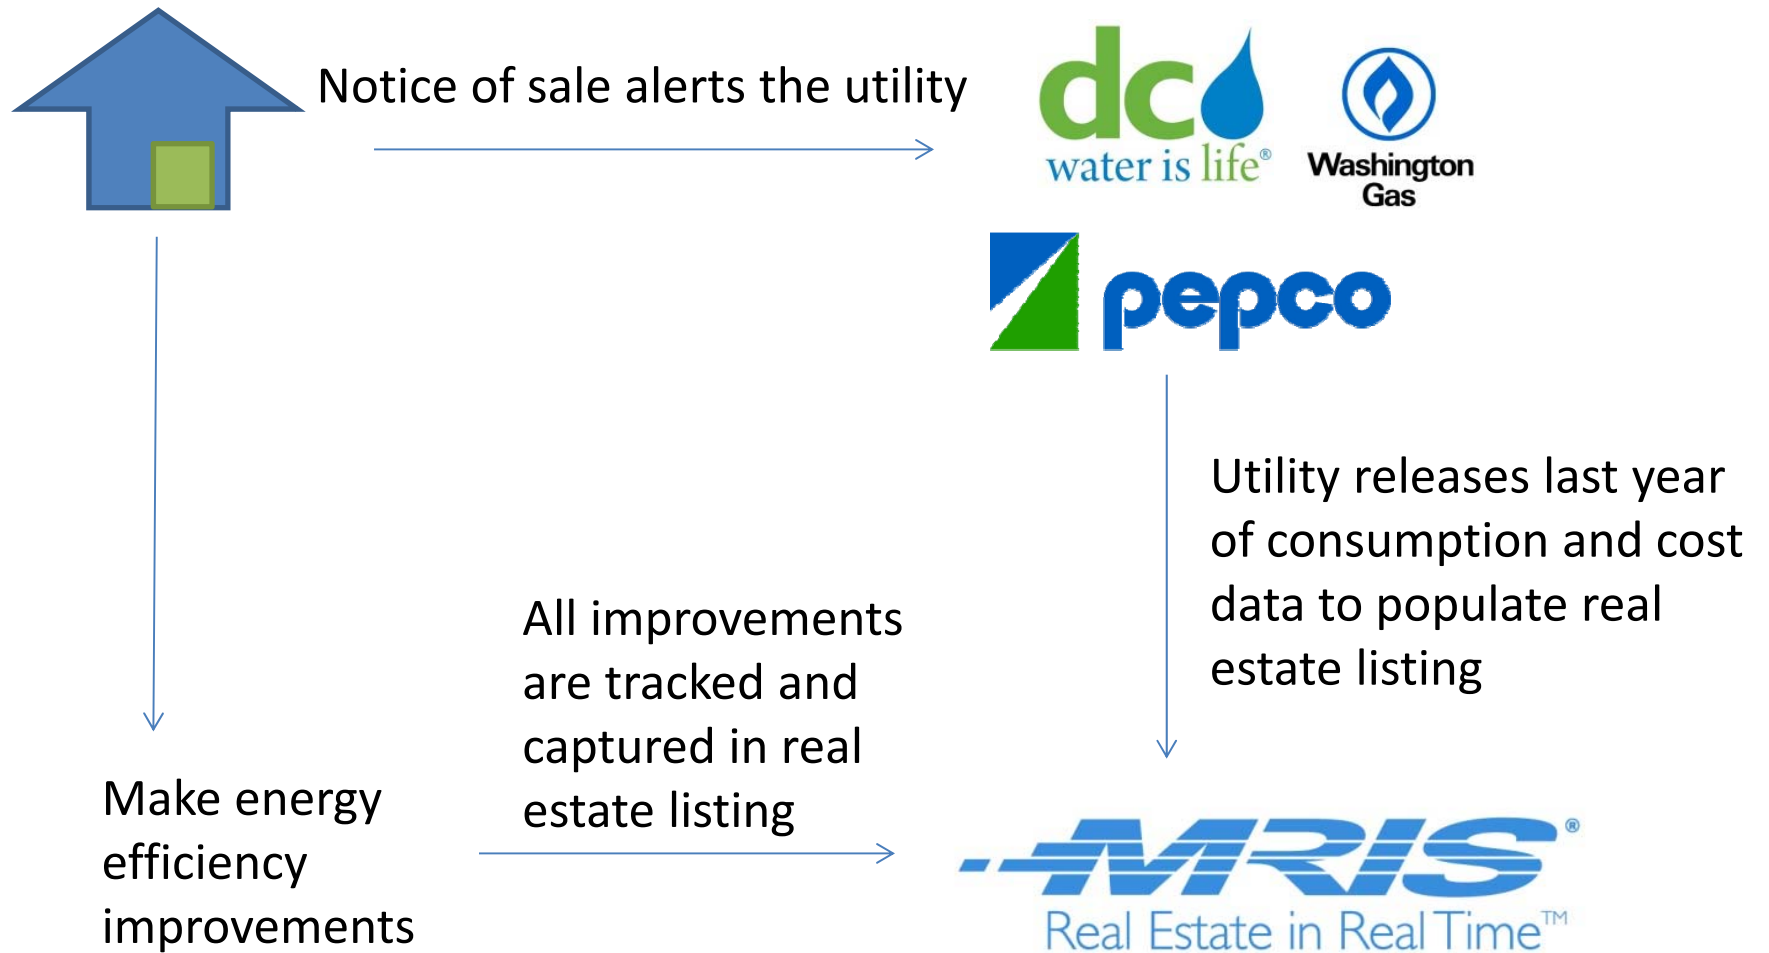 Notice of sale alerts the utility
dc
water is life®
Washington
Gas
pepco
Utility releases last year
of consumption and cost
data to populate real
estate listing
All improvements
are tracked and
captured in real
estate listing
Make energy
efficiency
improvements
MRIS®
Real Estate in Real Time™